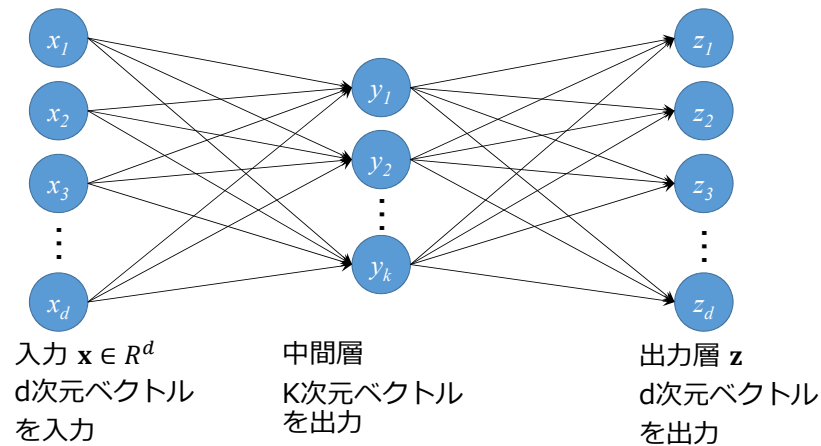 x1
x2
x3
xd
y1
y2
yk
z1
z2
z3
zd
入力 x ∈ R^d
d次元ベクトル
を入力
中間層
K次元ベクトル
を出力
出力層 z
d次元ベクトル
を出力